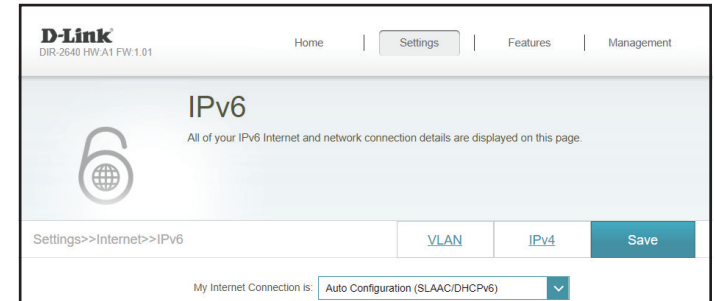 D-Link
DIR-2640 HW:A1 FW:1.01
Home | Settings | Features | Management
IPv6
All of your IPv6 Internet and network connection details are displayed on this page.
Settings>>Internet>>IPv6
VLAN
IPv4
Save
My Internet Connection is: Auto Configuration (SLAAC/DHCPv6)